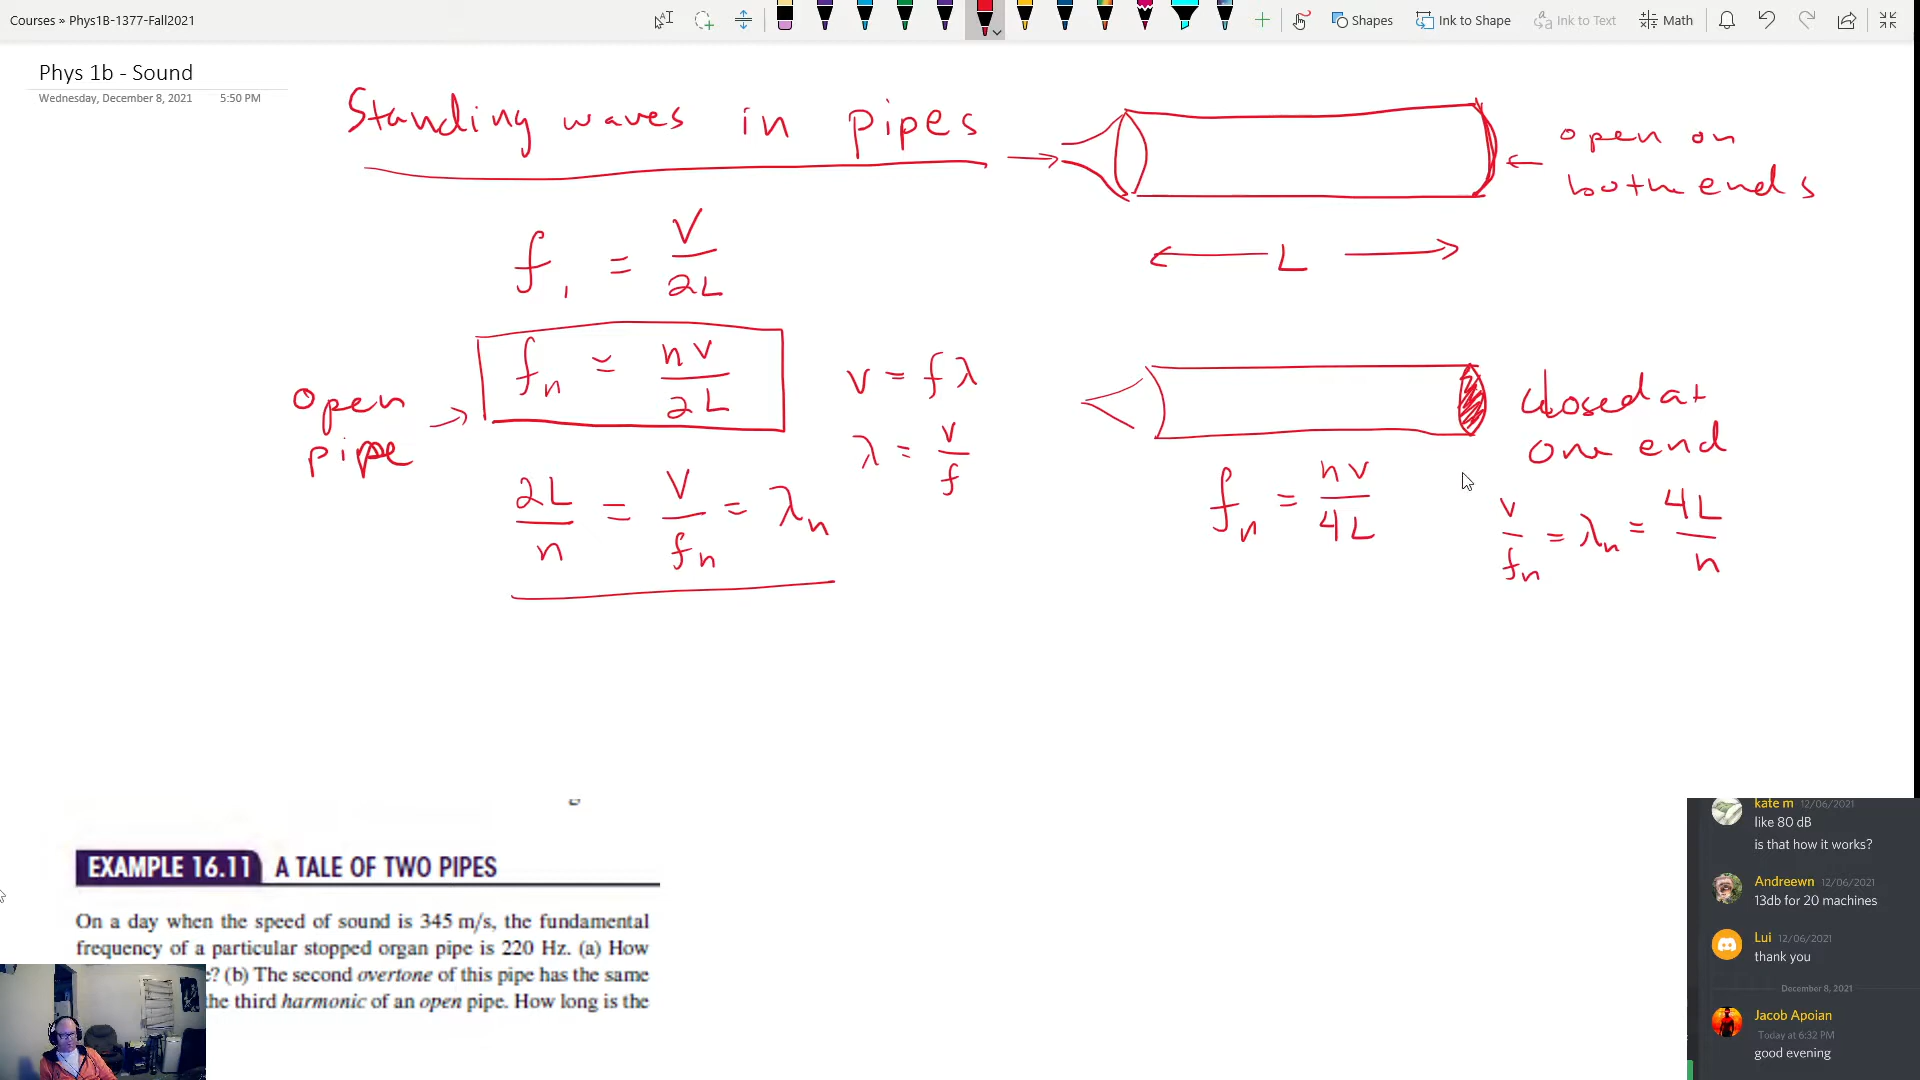 Courses » Phys1B-1377-Fall2021
Shapes
Ink to Shape
Ink to Text
Math
Phys 1b - Sound
Wednesday, December 8, 2021 5:50 PM
Standing waves in pipes
open on
both ends
f₁ = V/2L
L
fₙ = nv/2L
v = fλ
open
pipe
λ = v/f
closed at
one end
2L/n = V/fₙ = λₙ
fₙ = nv/4L
v/fₙ = λₙ = 4L/n
EXAMPLE 16.11 A TALE OF TWO PIPES
On a day when the speed of sound is 345 m/s, the fundamental
frequency of a particular stopped organ pipe is 220 Hz. (a) How
e? (b) The second overtone of this pipe has the same
the third harmonic of an open pipe. How long is the
kate m 12/06/2021
like 80 dB
is that how it works?
Andreewn 12/06/2021
13db for 20 machines
Lui 12/06/2021
thank you
December 8, 2021
Jacob Apoian
Today at 6:32 PM
good evening